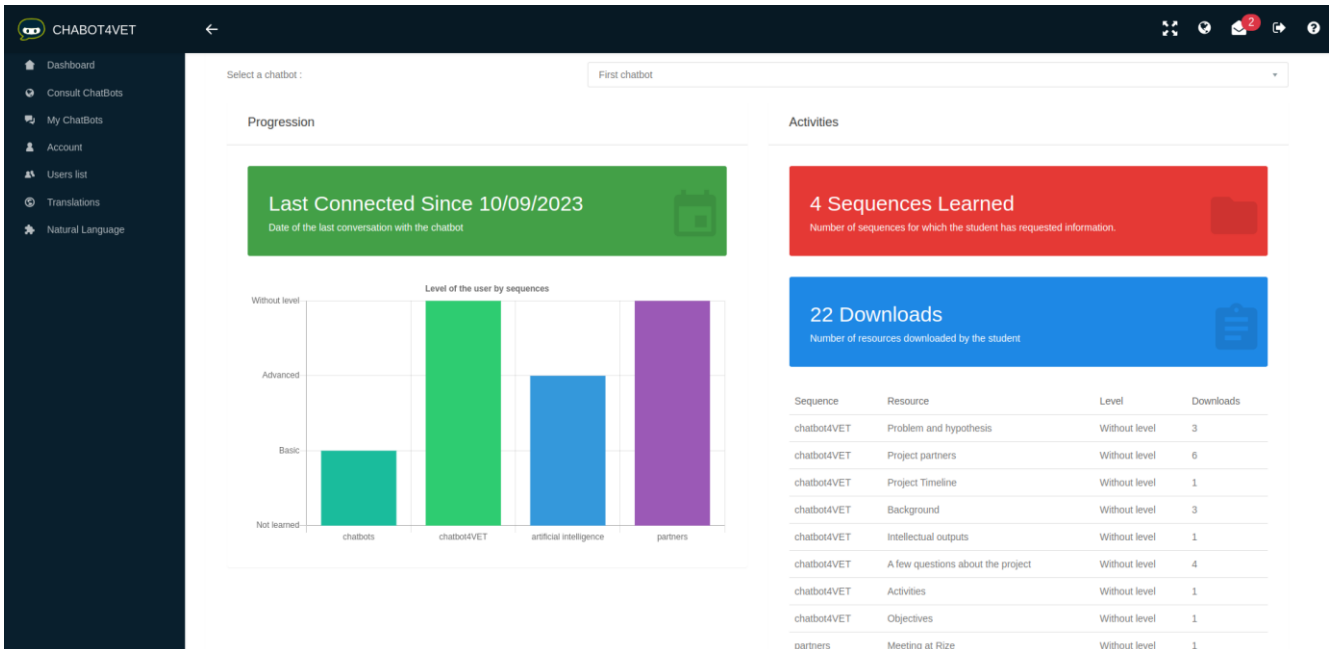 CHABOT4VET
2
Dashboard
Consult ChatBots
My ChatBots
Account
Users list
Translations
Natural Language
Select a chatbot :
First chatbot
Progression
Last Connected Since 10/09/2023
Date of the last conversation with the chatbot
Level of the user by sequences
Without level
Advanced
Basic
Not learned
chatbots chatbot4VET artificial intelligence partners
Activities
4 Sequences Learned
Number of sequences for which the student has requested information.
22 Downloads
Number of resources downloaded by the student
Sequence Resource Level Downloads
chatbot4VET Problem and hypothesis Without level 3
chatbot4VET Project partners Without level 6
chatbot4VET Project Timeline Without level 1
chatbot4VET Background Without level 3
chatbot4VET Intellectual outputs Without level 1
chatbot4VET A few questions about the project Without level 4
chatbot4VET Activities Without level 1
chatbot4VET Objectives Without level 1
partners Meeting at Rize Without level 1